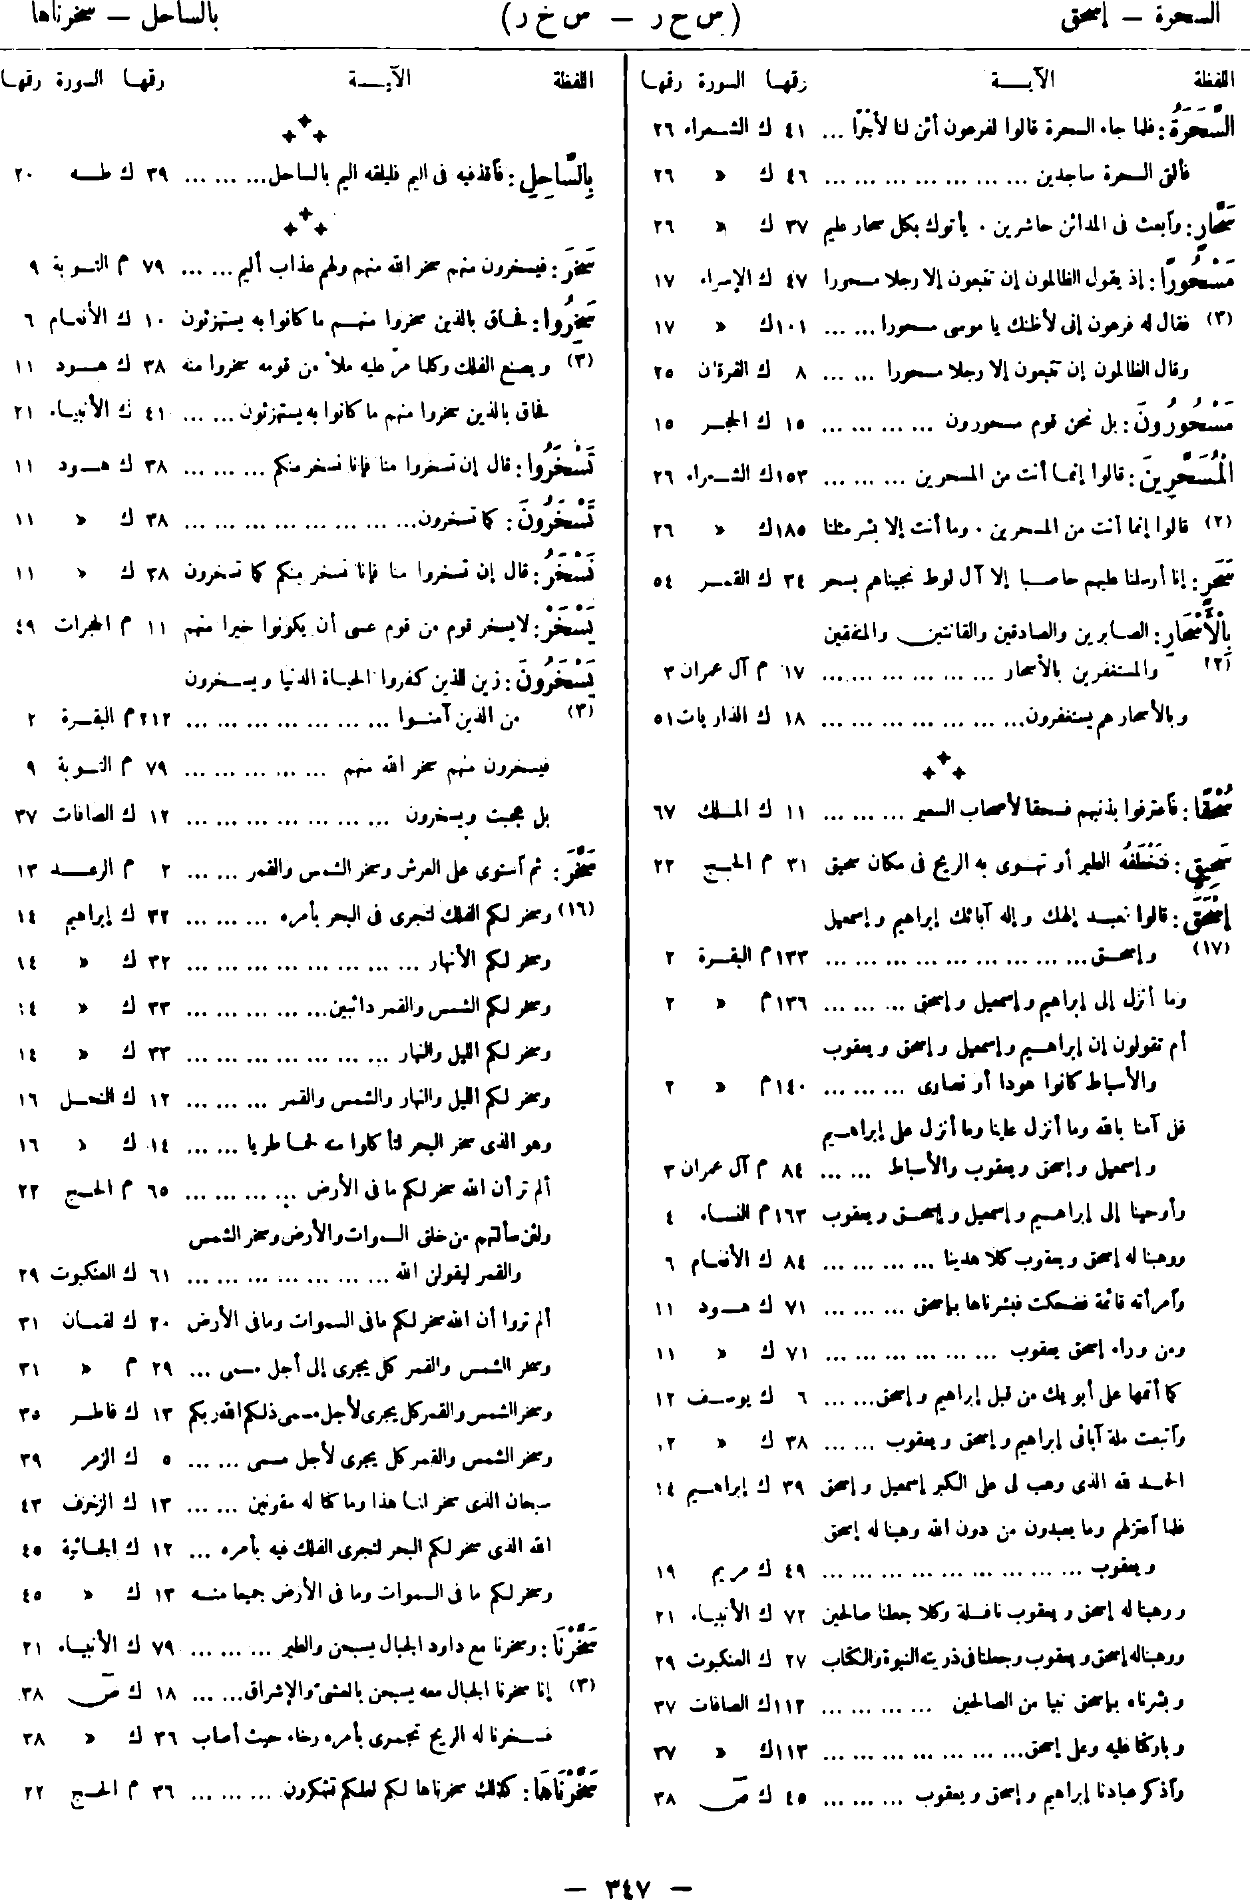 السحرة — إسحق (س ح ر — س خ ر) بالساحل — سخرناها
اللفظة الآيـــة رقمها السورة رقمها
السَّحَرَةُ : فلما جاء السحرة قالوا لفرعون أئن لنا لأجْرًا ... ٤١ ك الشعراء ٢٦
فألقى السحرة ساجدين ... ... ... ... ... ... ... ٤٦ ك « ٢٦
سَحَّارٍ : وٱبعث فى المدائن حاشرين . يأتوك بكل سحار عليم ٣٧ ك « ٢٦
مَسْحُورًا : إذ يقول الظالمون إن تتبعون إلا رجلا مسحورا ٤٧ ك الإسراء ١٧
(٣) فقال له فرعون إنى لأظنك يا موسى مسحورا ... ... ١٠١ ك « ١٧
وقال الظالمون إن تتبعون إلا رجلا مسحورا ... ... ٨ ك الفرقان ٢٥
مَسْحُورُونَ : بل نحن قوم مسحورون ... ... ... ... ١٥ ك الحجر ١٥
الْمُسَحَّرِينَ : قالوا إنما أنت من المسحرين ... ... ... ١٥٣ ك الشعراء ٢٦
(٢) قالوا إنما أنت من المسحرين . وما أنت إلا بشر مثلنا ١٨٥ ك « ٢٦
سَحَرٍ : إنا أرسلنا عليهم حاصبا إلا آل لوط نجيناهم بسحر ٣٤ ك القمر ٥٤
بِالْأَسْحَارِ : الصابرين والصادقين والقانتين والمنفقين
(٢) والمستغفرين بالأسحار ... ... ... ... ... ... ١٧ م آل عمران ٣
وبالأسحار هم يستغفرون ... ... ... ... ... ... ... ١٨ ك الذاريات ٥١
سُحْقًا : فٱعترفوا بذنبهم فسحقا لأصحاب السعير ... ... ... ١١ ك الملك ٦٧
سَحِيقٍ : فتَخْطَفُه الطير أو تهوى به الريح فى مكان سحيق ٣١ م الحج ٢٢
إِسْحَقَ : قالوا نعبد إلهك وإله آبائك إبراهيم وإسمعيل
(١٧) وإسحق ... ... ... ... ... ... ... ... ... ١٣٣ م البقرة ٢
وما أنزل إلى إبراهيم وإسمعيل وإسحق ... ... ... ١٣٦ م « ٢
أم تقولون إن إبراهيم وإسمعيل وإسحق ويعقوب
والأسباط كانوا هودا أو نصارى ... ... ... ١٤٠ م « ٢
قل آمنا بالله وما أنزل علينا وما أنزل على إبراهيم
وإسمعيل وإسحق ويعقوب والأسباط ... ... ٨٤ م آل عمران ٣
وأوحينا إلى إبراهيم وإسمعيل وإسحق ويعقوب ١٦٣ م النساء ٤
ووهبنا له إسحق ويعقوب كلا هدينا ... ... ... ... ٨٤ ك الأنعام ٦
وٱمرأته قائمة فضحكت فبشرناها بإسحق ... ... ... ٧١ ك هود ١١
ومن وراء إسحق يعقوب ... ... ... ... ... ... ٧١ ك « ١١
كما أتمها على أبويك من قبل إبراهيم وإسحق ... ... ٦ ك يوسف ١٢
وٱتبعت ملة آبائى إبراهيم وإسحق ويعقوب ... ... ٣٨ ك « ١٢
الحمد لله الذى وهب لى على الكبر إسمعيل وإسحق ٣٩ ك إبراهيم ١٤
فلما ٱعتزلهم وما يعبدون من دون الله وهبنا له إسحق
ويعقوب ... ... ... ... ... ... ... ... ... ٤٩ ك مريم ١٩
ووهبنا له إسحق ويعقوب نافلة وكلا جعلنا صالحين ٧٢ ك الأنبياء ٢١
ووهبنا له إسحق ويعقوب وجعلنا فى ذريته النبوة والكتاب ٢٧ ك العنكبوت ٢٩
وبشرناه بإسحق نبيا من الصالحين ... ... ... ... ١١٢ ك الصافات ٣٧
وباركنا عليه وعلى إسحق ... ... ... ... ... ... ... ١١٣ ك « ٣٧
وٱذكر عبادنا إبراهيم وإسحق ويعقوب ... ... ... ٤٥ ك ص ٣٨
اللفظة الآيـــة رقمها السورة رقمها
بِالسَّاحِلِ : فٱقذفيه فى اليم فليلقه اليم بالساحل ... ... ... ٣٩ ك طه ٢٠
سَخِرَ : فيسخرون منهم سخر الله منهم ولهم عذاب أليم ... ... ٧٩ م التوبة ٩
سَخِرُوا : فحاق بالذين سخروا منهم ما كانوا به يستهزئون ١٠ ك الأنعام ٦
(٣) ويصنع الفلك وكلما مرّ عليه ملأ من قومه سخروا منه ٣٨ ك هود ١١
فحاق بالذين سخروا منهم ما كانوا به يستهزئون ... ... ٤١ ك الأنبياء ٢١
تَسْخَرُوا : قال إن تسخروا منا فإنا نسخر منكم ... ... ... ٣٨ ك هود ١١
تَسْخَرُونَ : كما تسخرون ... ... ... ... ... ... ... ... ٣٨ ك « ١١
نَسْخَرُ : قال إن تسخروا منا فإنا نسخر منكم كما تسخرون ٣٨ ك « ١١
يَسْخَرْ : لا يسخر قوم من قوم عسى أن يكونوا خيرا منهم ١١ م الحجرات ٤٩
يَسْخَرُونَ : زين للذين كفروا الحياة الدنيا ويسخرون
(٣) من الذين آمنوا ... ... ... ... ... ... ... ٢١٢ م البقرة ٢
فيسخرون منهم سخر الله منهم ... ... ... ... ... ٧٩ م التوبة ٩
بل عجبت ويسخرون ... ... ... ... ... ... ... ١٢ ك الصافات ٣٧
سَخَّرَ : ثم ٱستوى على العرش وسخر الشمس والقمر ... ... ٢ م الرعد ١٣
(١٦) وسخر لكم الفلك لتجرى فى البحر بأمره ... ... ... ٣٢ ك إبراهيم ١٤
وسخر لكم الأنهار ... ... ... ... ... ... ... ... ٣٢ ك « ١٤
وسخر لكم الشمس والقمر دائبين ... ... ... ... ... ٣٣ ك « ١٤
وسخر لكم الليل والنهار ... ... ... ... ... ... ... ٣٣ ك « ١٤
وسخر لكم الليل والنهار والشمس والقمر ... ... ... ١٢ ك النحل ١٦
وهو الذى سخر البحر لتأكلوا منه لحما طريا ... ... ١٤ ك « ١٦
ألم تر أن الله سخر لكم ما فى الأرض ... ... ... ... ٦٥ م الحج ٢٢
ولئن سألتهم من خلق السموات والأرض وسخر الشمس
والقمر ليقولن الله ... ... ... ... ... ... ... ٦١ ك العنكبوت ٢٩
ألم تروا أن الله سخر لكم ما فى السموات وما فى الأرض ٢٠ ك لقمان ٣١
وسخر الشمس والقمر كل يجرى إلى أجل مسمى ... ٢٩ م « ٣١
وسخر الشمس والقمر كل يجرى لأجل مسمى ذلكم الله ربكم ١٣ ك فاطر ٣٥
وسخر الشمس والقمر كل يجرى لأجل مسمى ... ... ٥ ك الزمر ٣٩
سبحان الذى سخر لنا هذا وما كنا له مقرنين ... ... ١٣ ك الزخرف ٤٣
الله الذى سخر لكم البحر لتجرى الفلك فيه بأمره ... ١٢ ك الجاثية ٤٥
وسخر لكم ما فى السموات وما فى الأرض جميعا منه ١٣ ك « ٤٥
سَخَّرْنَا : وسخرنا مع داود الجبال يسبحن والطير ... ... ... ٧٩ ك الأنبياء ٢١
(٣) إنا سخرنا الجبال معه يسبحن بالعشىّ والإشراق ... ... ١٨ ك ص ٣٨
فسخرنا له الريح تجرى بأمره رخاء حيث أصاب ٣٦ ك « ٣٨
سَخَّرْنَاهَا : كذلك سخرناها لكم لعلكم تشكرون ... ... ... ٣٦ م الحج ٢٢
— ٣٤٧ —